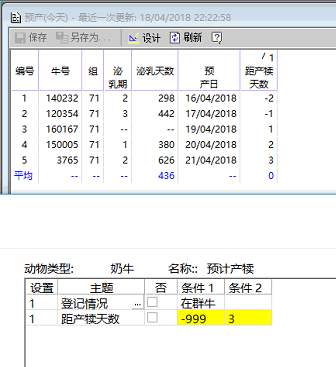 预产(今天) - 最近一次更新: 18/04/2018 22:22:58
保存 另存为... 设计 刷新 ?
/ 1
编号 牛号 组 泌乳期 泌乳天数 预产日 距产犊天数
1 140232 71 2 298 16/04/2018 -2
2 120354 71 3 442 17/04/2018 -1
3 160167 71 -- -- 19/04/2018 1
4 150005 71 1 380 20/04/2018 2
5 3765 71 2 626 21/04/2018 3
平均 -- -- -- 436 -- 0
动物类型: 奶牛 名称:: 预计产犊
设置 主题 否 条件 1 条件 2
1 登记情况 ... 在群牛
1 距产犊天数 -999 3